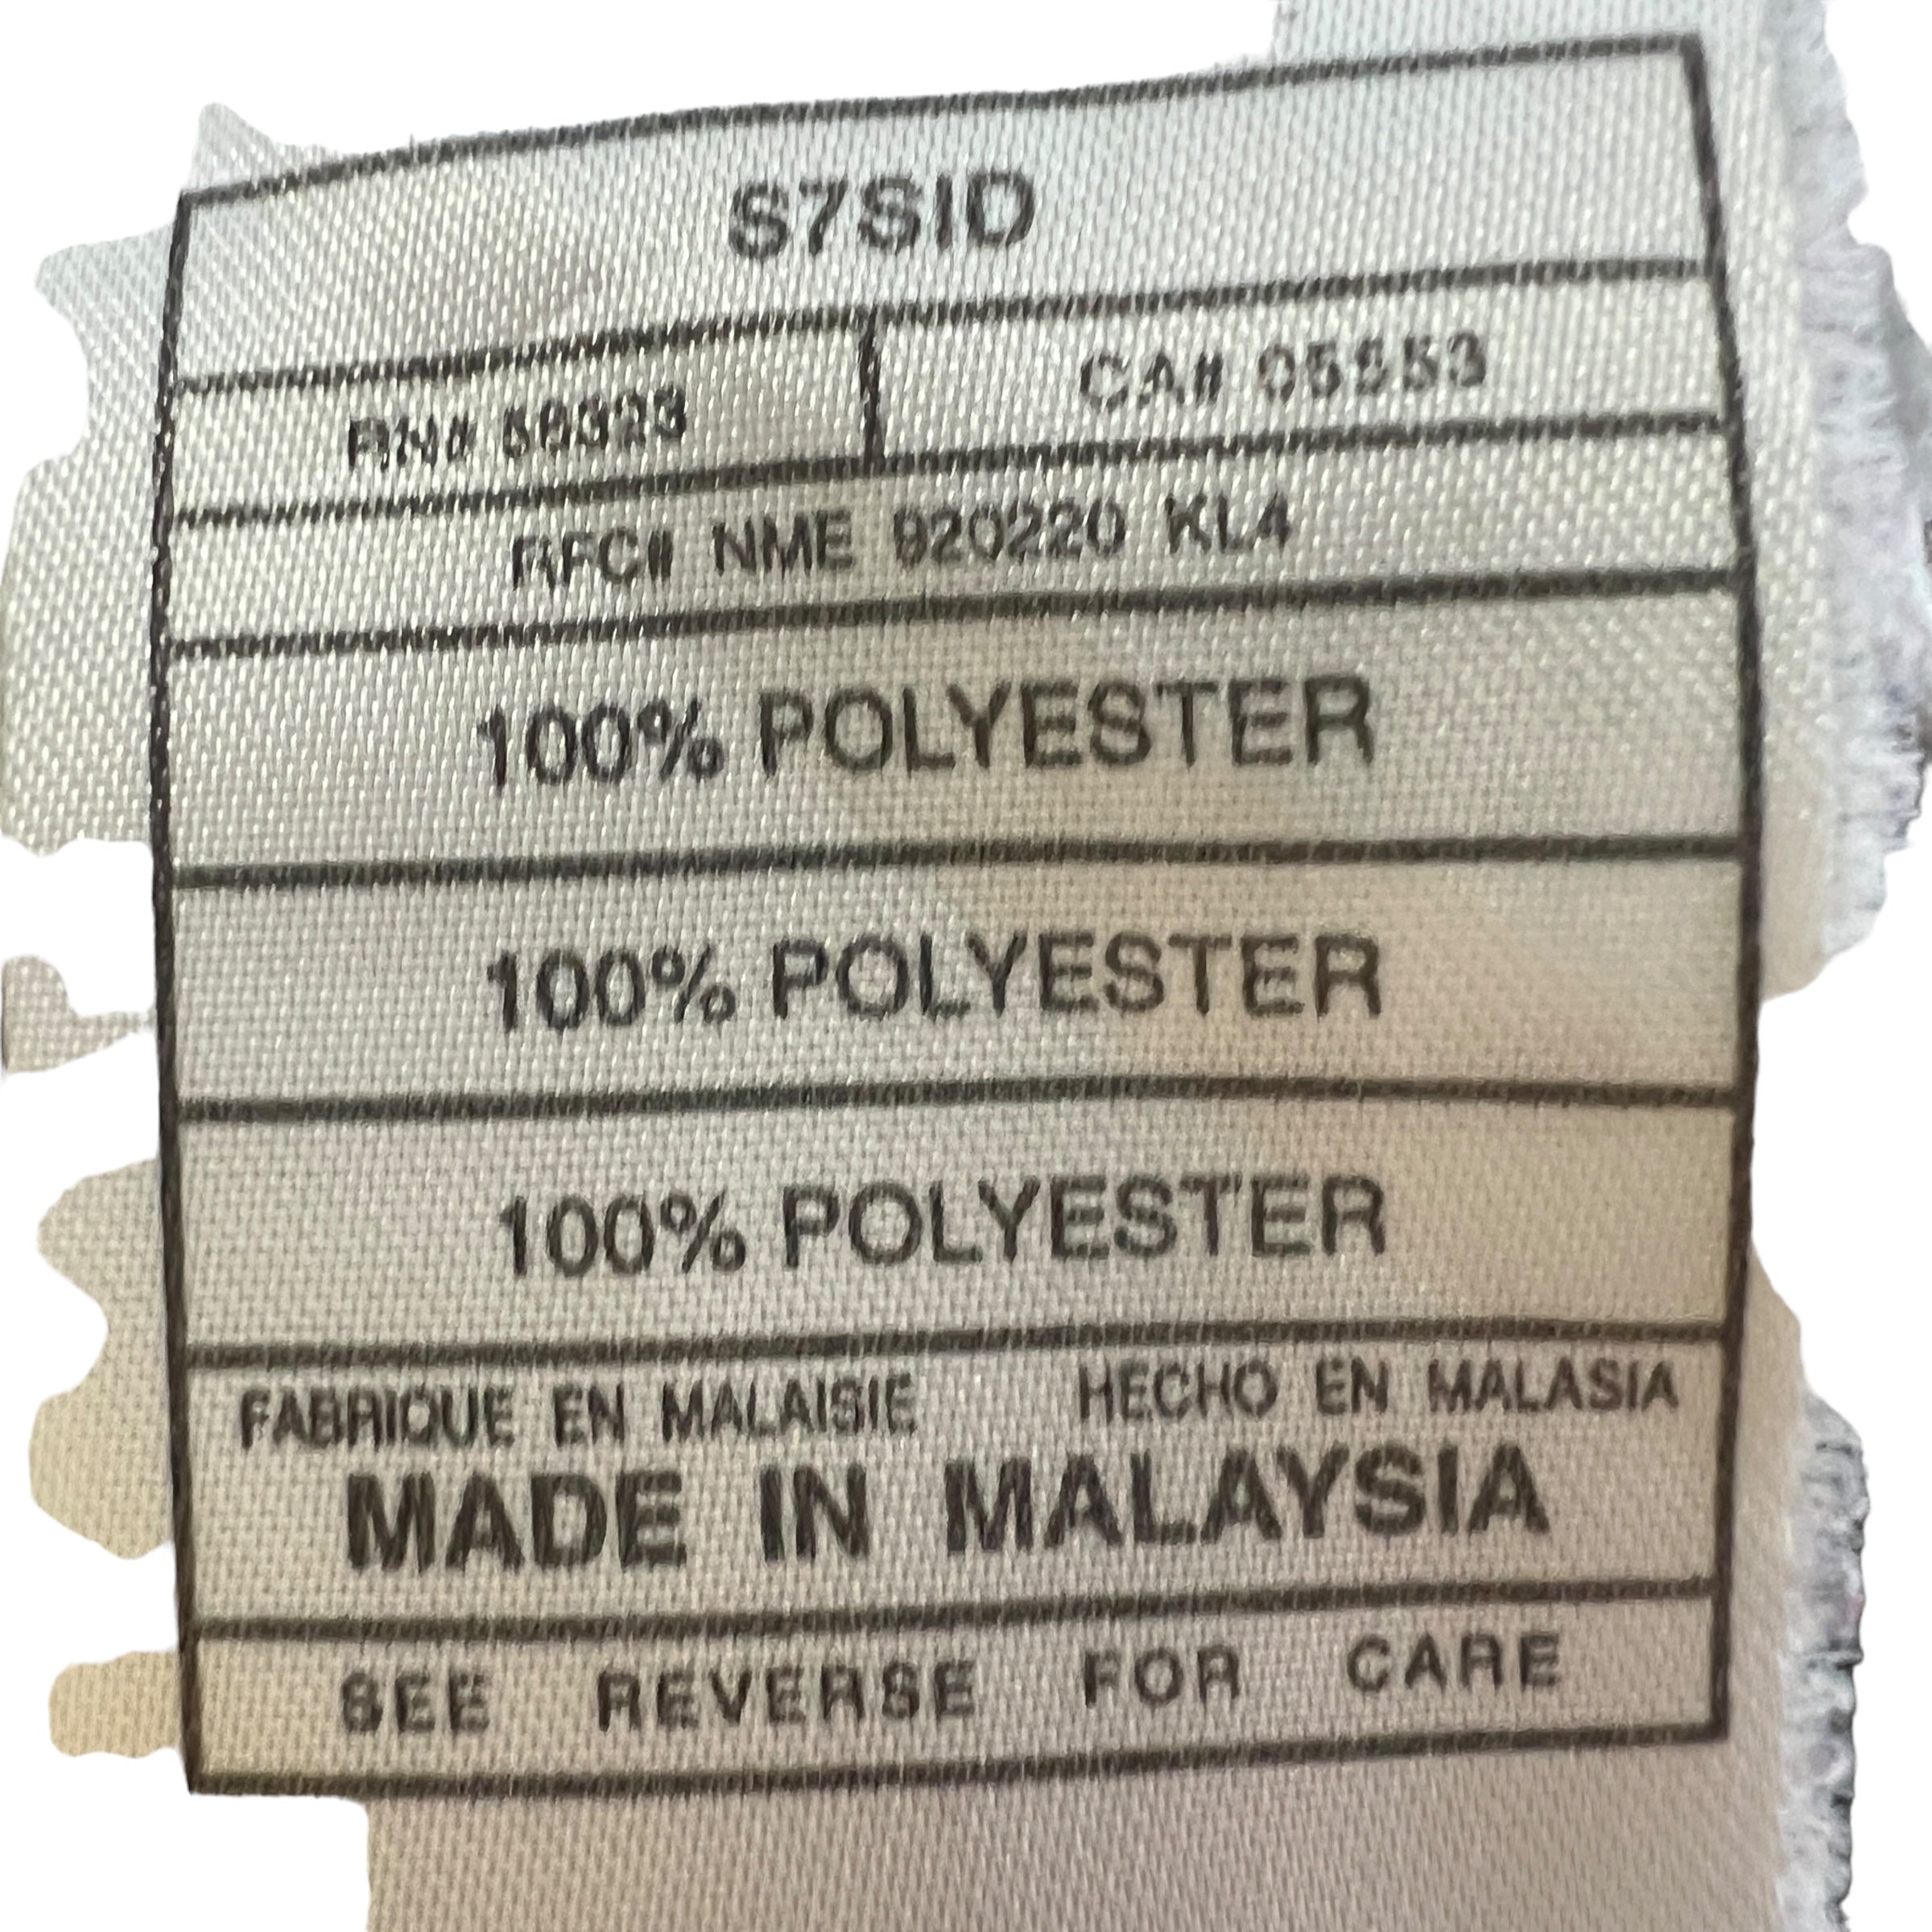 S7SID
RN# 56323
CA# 05553
RFC# NME 920220 KL4
100% POLYESTER
100% POLYESTER
100% POLYESTER
FABRIQUE EN MALAISIE
HECHO EN MALASIA
MADE IN MALAYSIA
SEE REVERSE FOR CARE